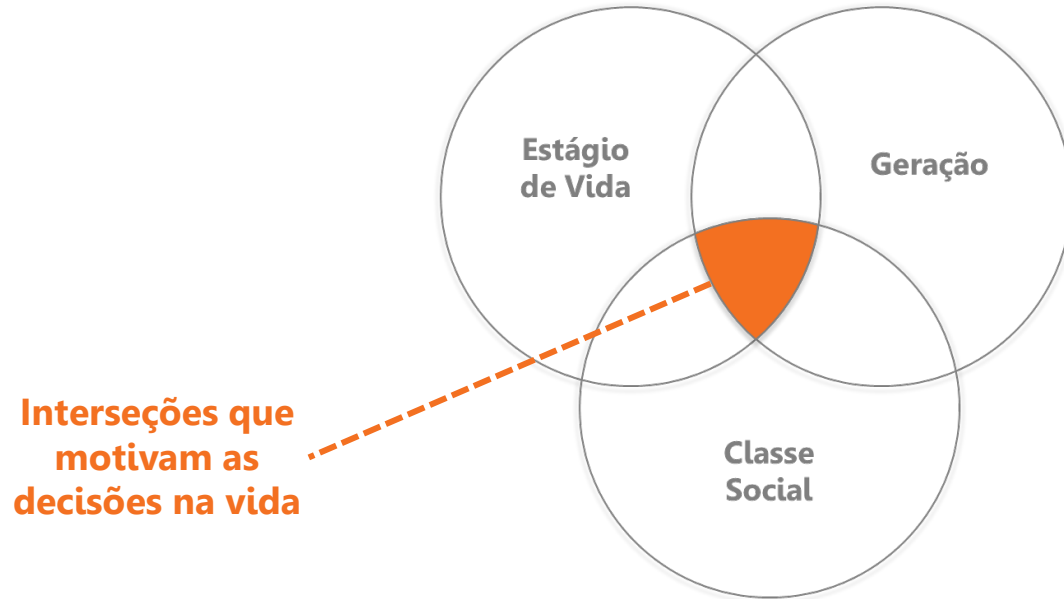 Estágio
de Vida
Geração
Interseções que
motivam as
decisões na vida
Classe
Social